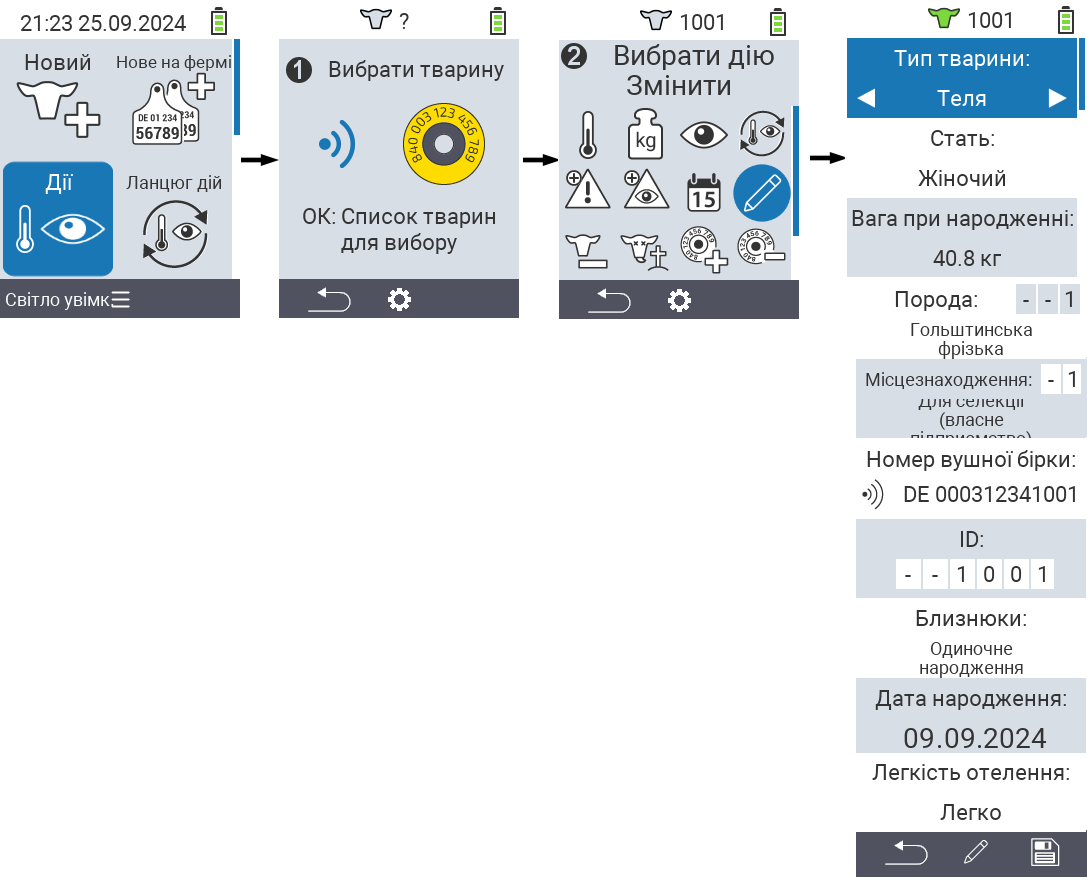 21:23 25.09.2024
Новий
Нове на фермі
DE 01 234
56789
234
89
Дії
Ланцюг дій
Світло увімк.
?
1 Вибрати тварину
840 003 123 456 789
OK: Список тварин
для вибору
1001
2 Вибрати дію
Змінити
kg
15
840 123 456 789
840 123 456 789
1001
Тип тварини:
Теля
Стать:
Жіночий
Вага при народженні:
40.8 кг
Порода: - - 1
Гольштинська
фрізька
Місцезнаходження: - 1
Для селекції
(власне
підприємство)
Номер вушної бірки:
DE 000312341001
ID:
- - 1 0 0 1
Близнюки:
Одиночне
народження
Дата народження:
09.09.2024
Легкість отелення:
Легко